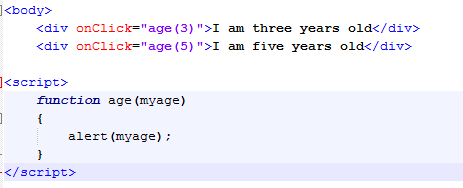 <body>
<div onClick="age(3)">I am three years old</div>
<div onClick="age(5)">I am five years old</div>
<script>
function age(myage)
{
alert(myage);
}
</script>